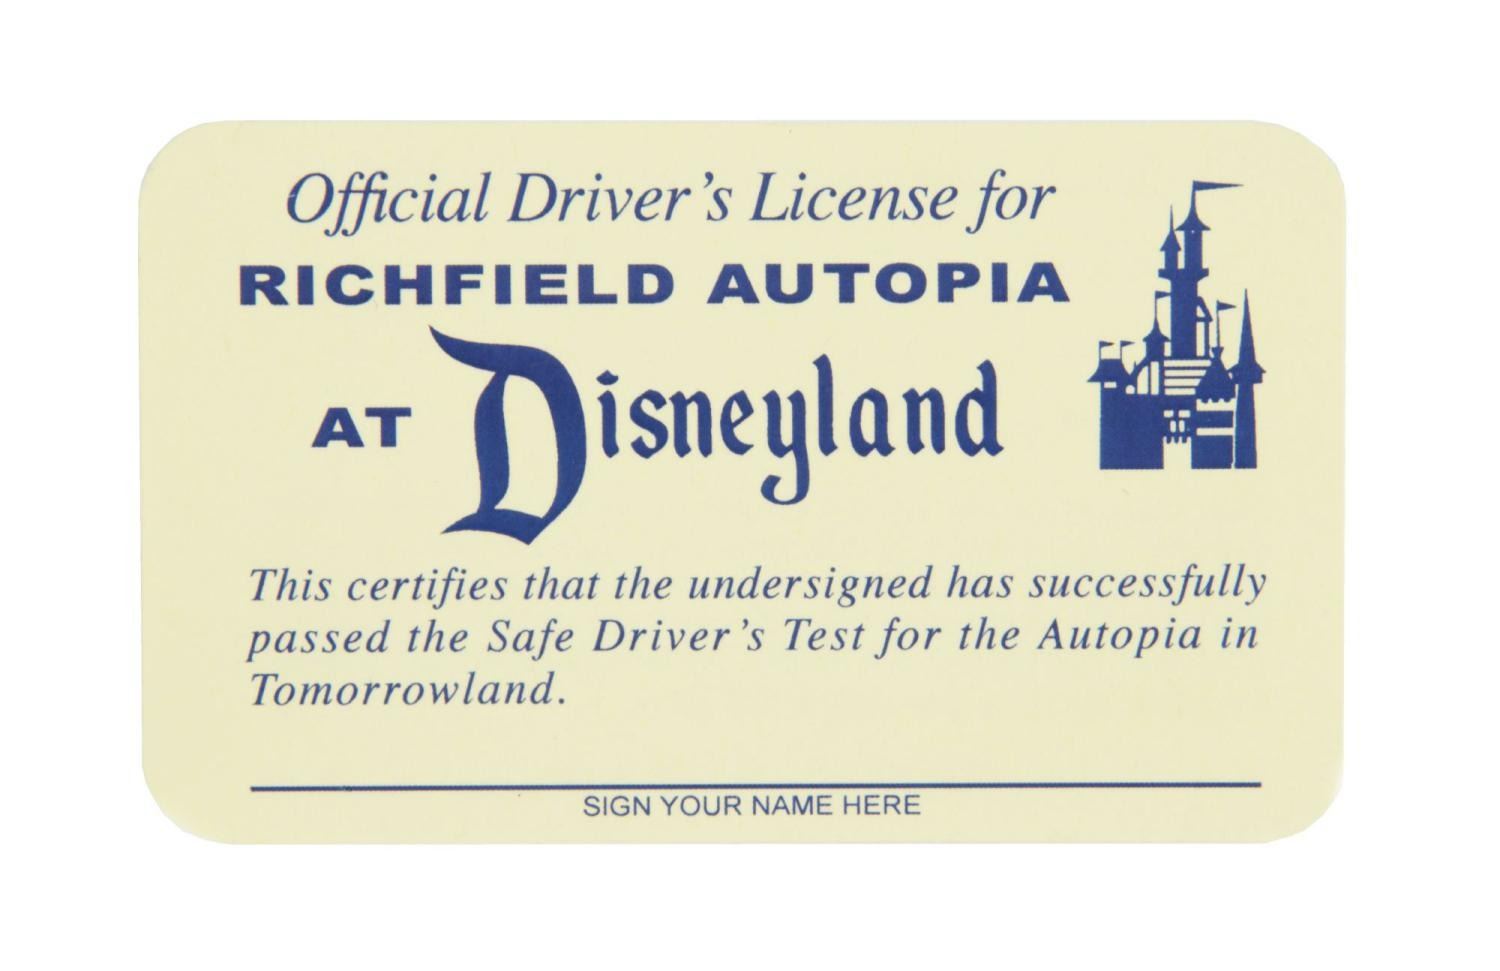 Official Driver's License for
RICHFIELD AUTOPIA
AT Disneyland
This certifies that the undersigned has successfully
passed the Safe Driver's Test for the Autopia in
Tomorrowland.
SIGN YOUR NAME HERE